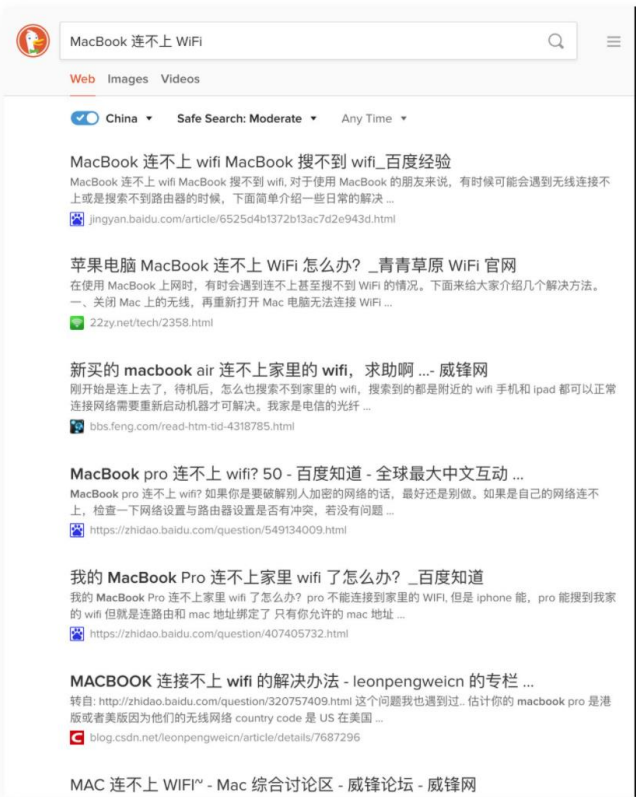 MacBook 连不上 WiFi
Web Images Videos
China Safe Search: Moderate Any Time
MacBook 连不上 wifi MacBook 搜不到 wifi_百度经验
MacBook 连不上 wifi MacBook 搜不到 wifi, 对于使用 MacBook 的朋友来说，有时候可能会遇到无线连接不
上或是搜索不到路由器的时候，下面简单介绍一些日常的解决 ...
jingyan.baidu.com/article/6525d4b1372b13ac7d2e943d.html
苹果电脑 MacBook 连不上 WiFi 怎么办？_青青草原 WiFi 官网
在使用 MacBook 上网时，有时会遇到连不上甚至搜不到 WiFi 的情况。下面来给大家介绍几个解决方法。
一、关闭 Mac 上的无线，再重新打开 Mac 电脑无法连接 WiFi ...
22zy.net/tech/2358.html
新买的 macbook air 连不上家里的 wifi，求助啊 ...- 威锋网
刚开始是连上去了，待机后，怎么也搜索不到家里的 wifi，搜索到的都是附近的 wifi 手机和 ipad 都可以正常
连接网络需要重新启动机器才可解决。我家是电信的光纤 ...
bbs.feng.com/read-htm-tid-4318785.html
MacBook pro 连不上 wifi? 50 - 百度知道 - 全球最大中文互动 ...
MacBook pro 连不上 wifi? 如果你是要破解别人加密的网络的话，最好还是别做。如果是自己的网络连不
上，检查一下网络设置与路由器设置是否有冲突，若没有问题 ...
https://zhidao.baidu.com/question/549134009.html
我的 MacBook Pro 连不上家里 wifi 了怎么办？_百度知道
我的 MacBook Pro 连不上家里 wifi 了怎么办？pro 不能连接到家里的 WIFI, 但是 iphone 能，pro 能搜到我家
的 wifi 但就是连路由和 mac 地址绑定了 只有你允许的 mac 地址 ...
https://zhidao.baidu.com/question/407405732.html
MACBOOK 连接不上 wifi 的解决办法 - leonpengweicn 的专栏 ...
转自: http://zhidao.baidu.com/question/320757409.html 这个问题我也遇到过.. 估计你的 macbook pro 是港
版或者美版因为他们的无线网络 country code 是 US 在美国 ...
blog.csdn.net/leonpengweicn/article/details/7687296
MAC 连不上 WIFI~ - Mac 综合讨论区 - 威锋论坛 - 威锋网